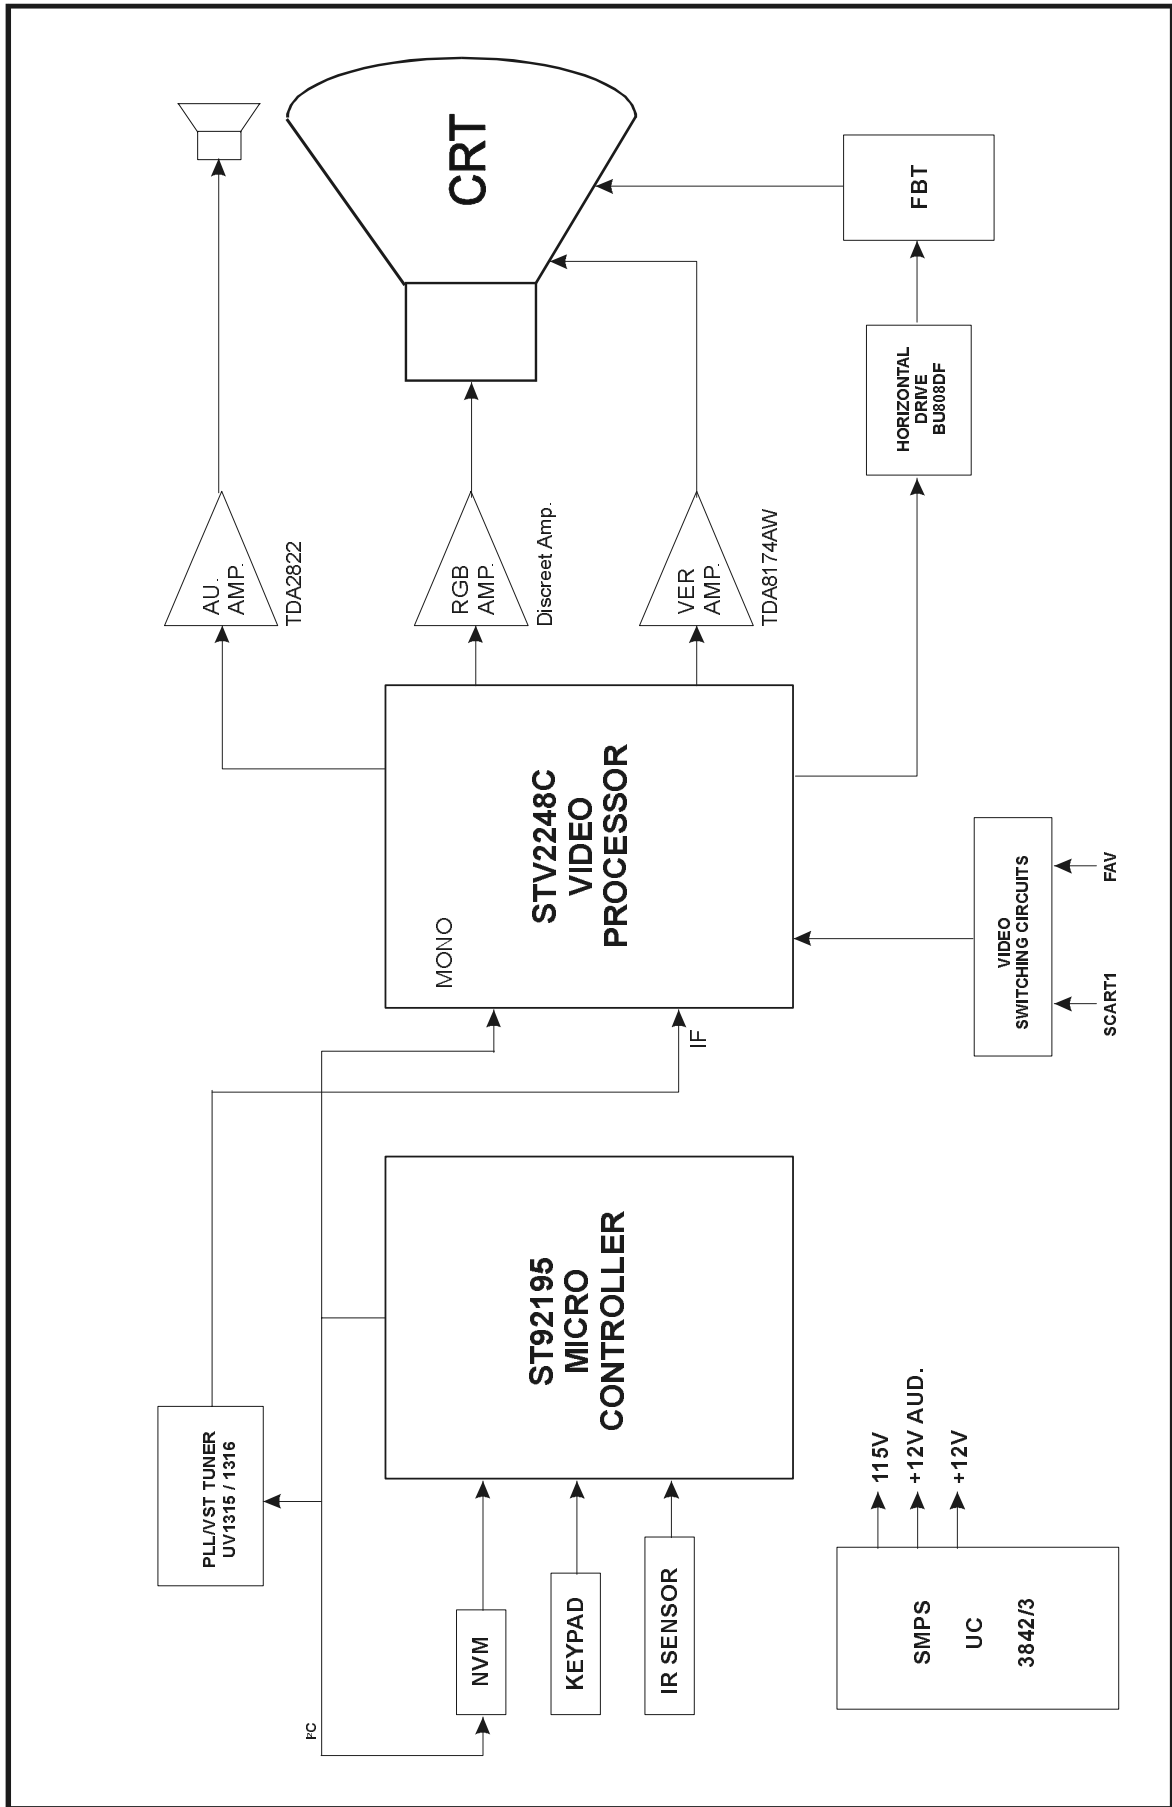 PLL/VST TUNER
UV1315 / 1316
I²C
NVM
KEYPAD
IR SENSOR
ST92195
MICRO
CONTROLLER
SMPS
UC
3842/3
115V
+12V AUD.
+12V
IF
MONO
STV2248C
VIDEO
PROCESSOR
VIDEO
SWITCHING CIRCUITS
SCART1
FAV
AU.
AMP.
TDA2822
RGB
AMP.
Discreet Amp.
VER
AMP.
TDA8174AW
HORIZONTAL
DRIVE
BU808DF
FBT
CRT